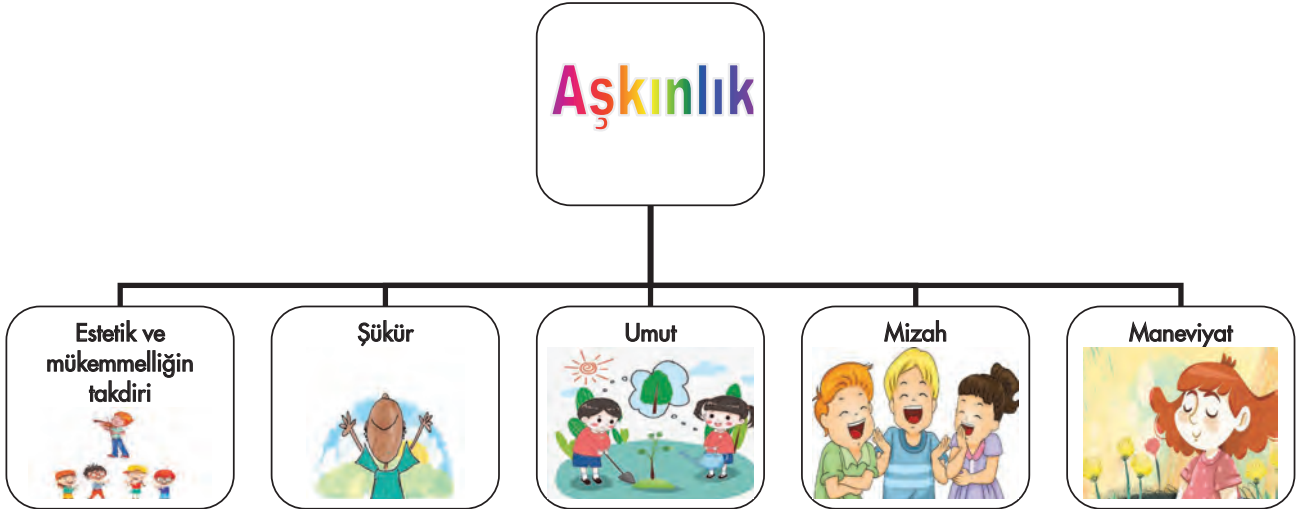 Aşkınlık
Estetik ve
mükemmelliğin
takdiri
Şükür
Umut
Mizah
Maneviyat